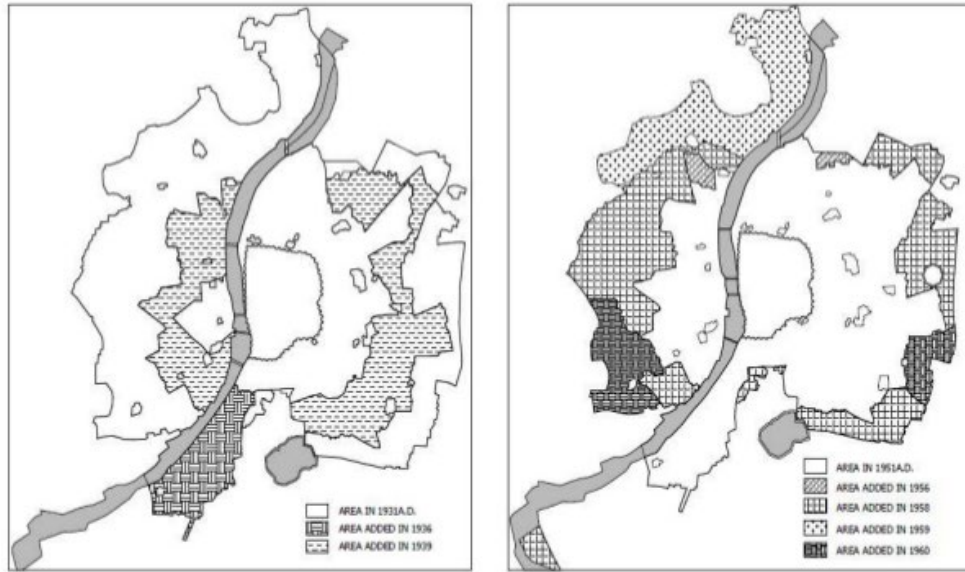 AREA IN 1931A.D.
AREA ADDED IN 1936
AREA ADDED IN 1939
AREA IN 1951A.D.
AREA ADDED IN 1956
AREA ADDED IN 1958
AREA ADDED IN 1959
AREA ADDED IN 1960